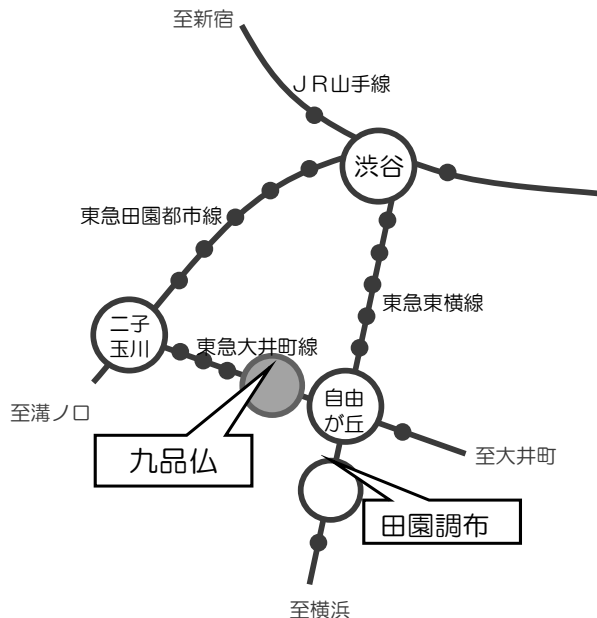 至新宿
JR山手線
渋谷
東急田園都市線
東急東横線
二子
玉川
東急大井町線
自由
が丘
至溝ノ口
九品仏
至大井町
田園調布
至横浜